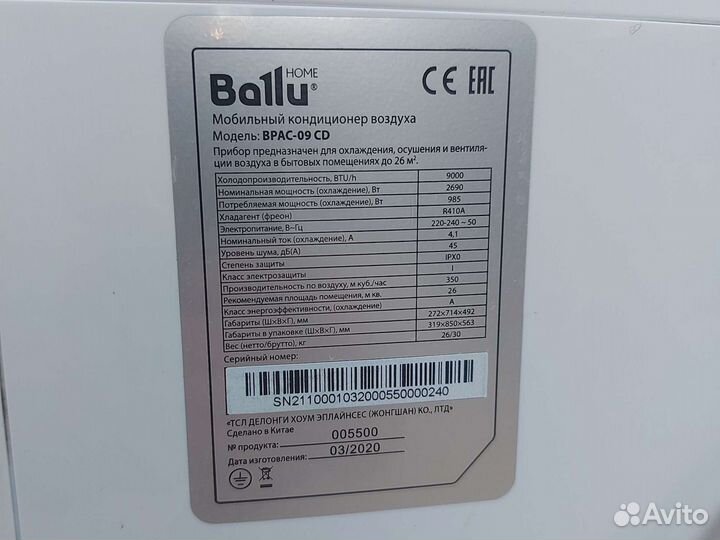 Ballu® HOME
CE EAC
Мобильный кондиционер воздуха
Модель: BPAC-09 CD
Прибор предназначен для охлаждения, осушения и вентиля-
ции воздуха в бытовых помещениях до 26 м².
Холодопроизводительность, BTU/h 9000
Номинальная мощность (охлаждение), Вт 2690
Потребляемая мощность (охлаждение), Вт 985
Хладагент (фреон) R410A
Электропитание, В~Гц 220-240 ~ 50
Номинальный ток (охлаждение), А 4,1
Уровень шума, дБ(А) 45
Степень защиты IPX0
Класс электрозащиты I
Производительность по воздуху, м куб./час 350
Рекомендуемая площадь помещения, м кв. 26
Класс энергоэффективности, (охлаждение) A
Габариты (Ш×В×Г), мм 272×714×492
Габариты в упаковке (Ш×В×Г), мм 319×850×563
Вес (нетто/брутто), кг 26/30
Серийный номер:
SN2110001032000550000240
«ТСЛ ДЕЛОНГИ ХОУМ ЭПЛАЙНСЕС (ЖОНГШАН) КО., ЛТД»
Сделано в Китае
№ продукта: 005500
Дата изготовления: 03/2020
Avito